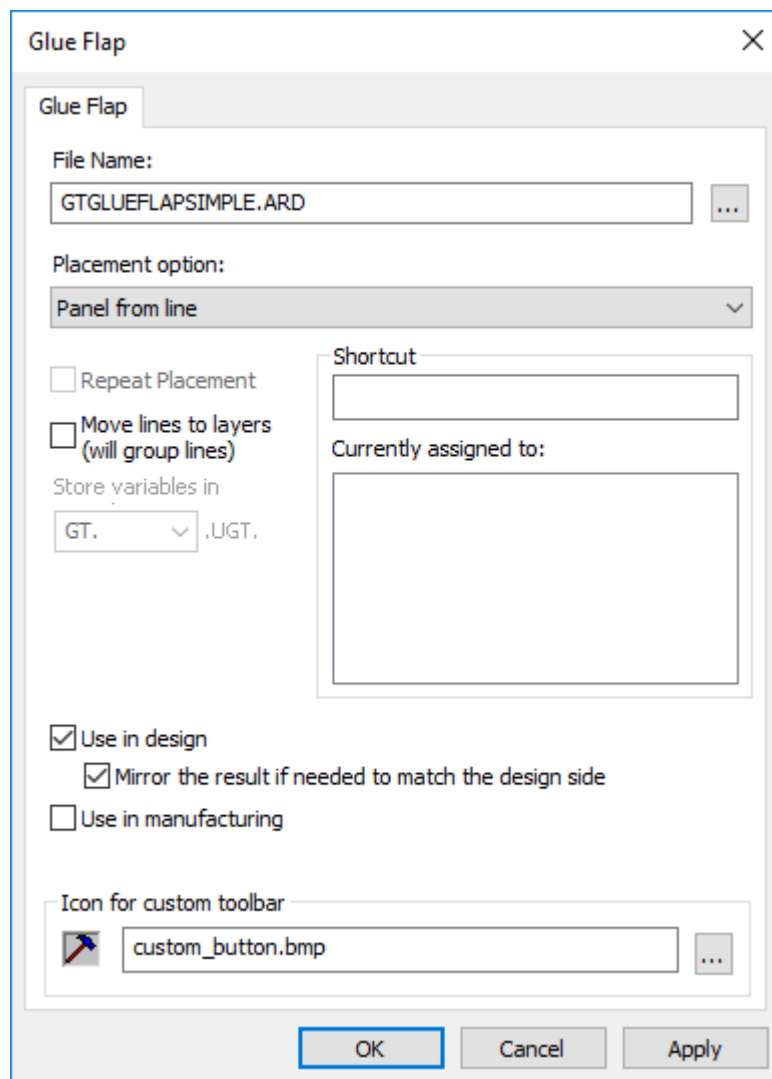 Glue Flap
Glue Flap
File Name:
GTGLUEFLAPSIMPLE.ARD
...
Placement option:
Panel from line
Repeat Placement
Move lines to layers
(will group lines)
Store variables in
GT.
.UGT.
Shortcut
Currently assigned to:
Use in design
Mirror the result if needed to match the design side
Use in manufacturing
Icon for custom toolbar
custom_button.bmp
...
OK
Cancel
Apply